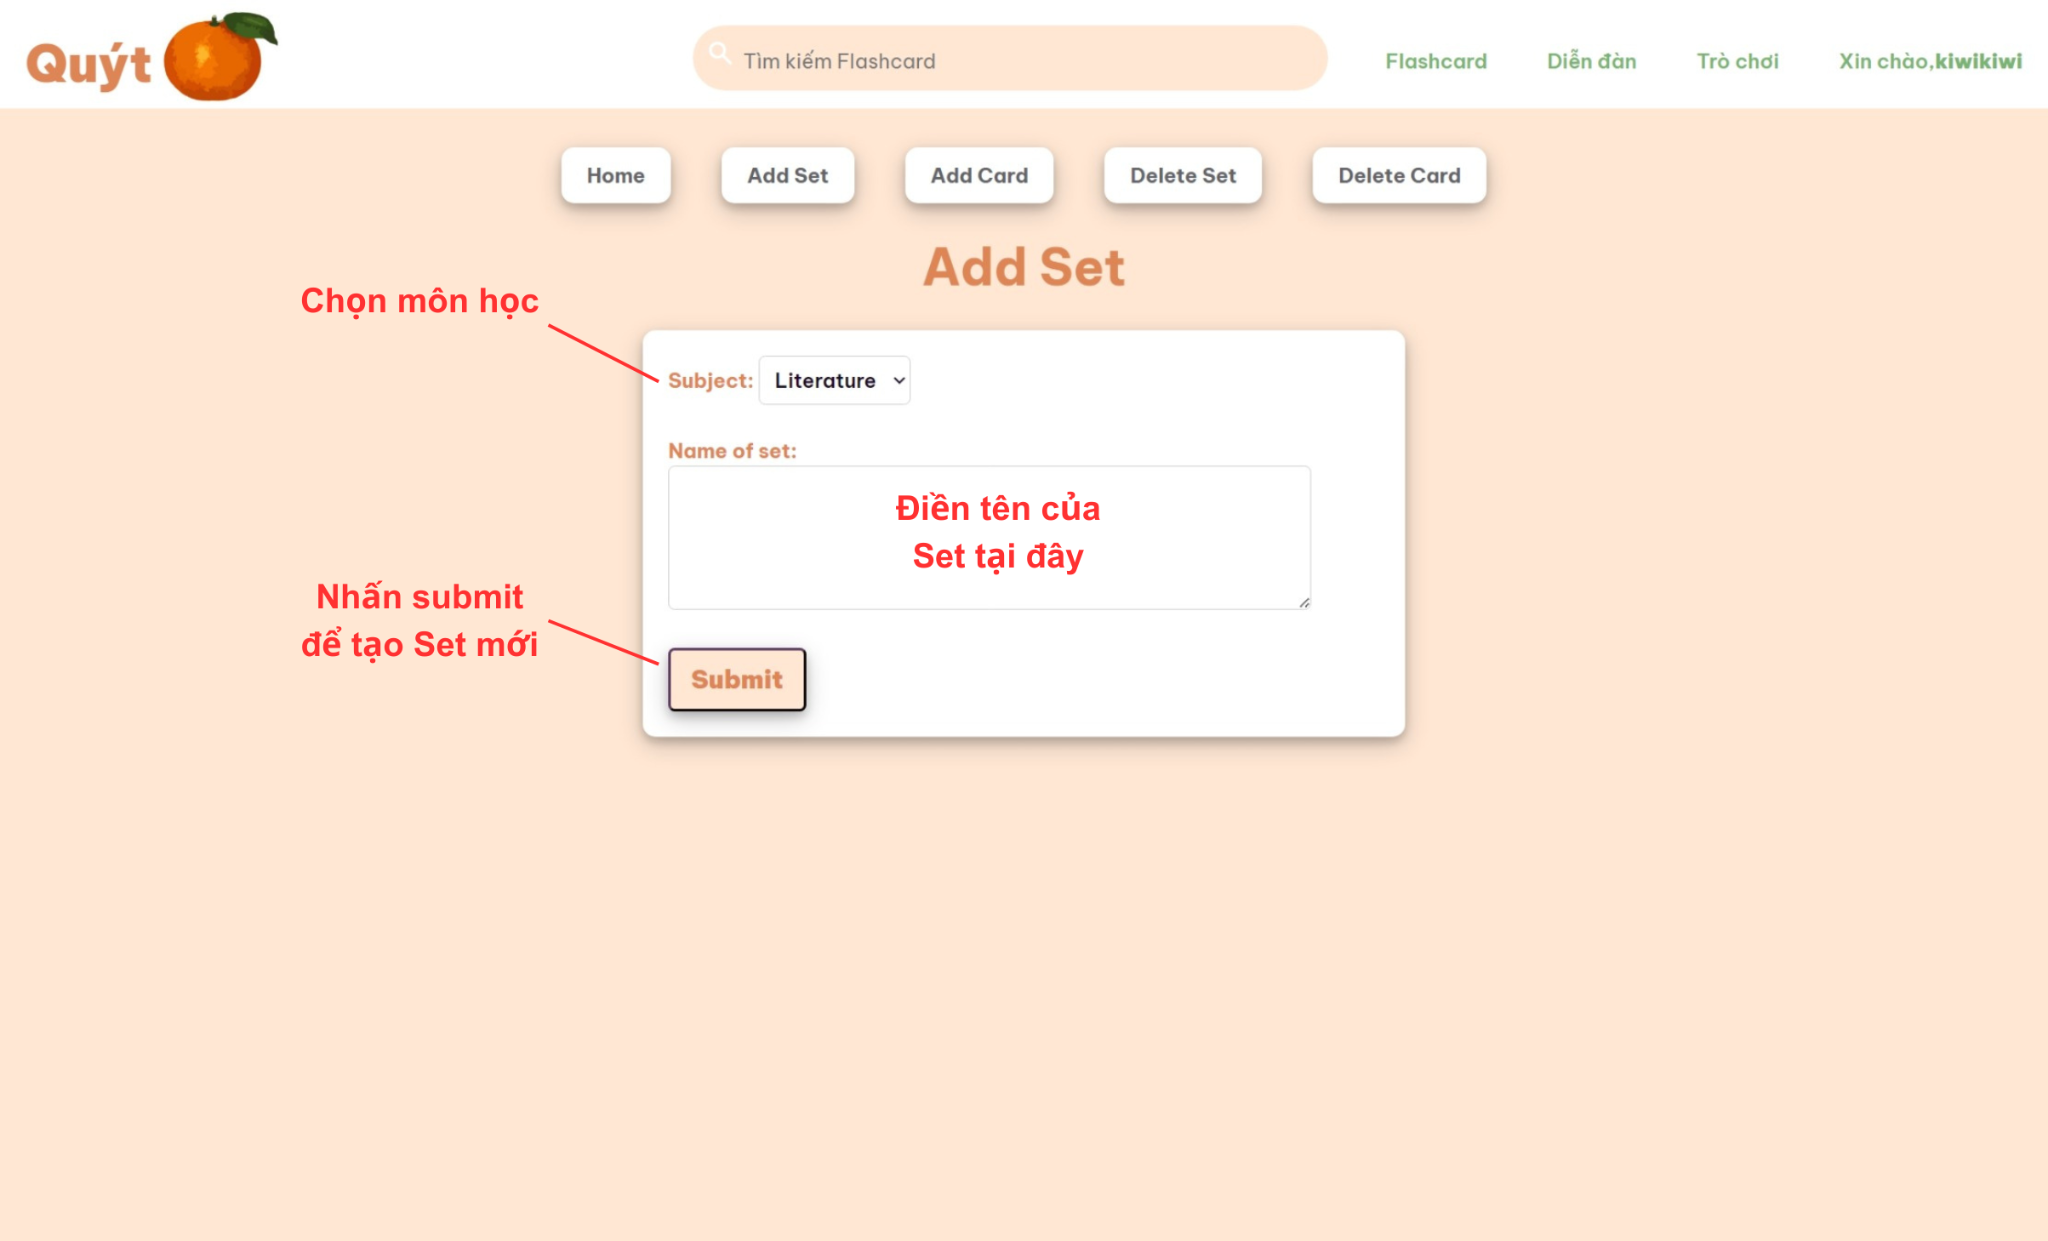 Quýt
Tìm kiếm Flashcard
Flashcard
Diễn đàn
Trò chơi
Xin chào,kiwikiwi
Home
Add Set
Add Card
Delete Set
Delete Card
Add Set
Chọn môn học
Subject:
Literature
Name of set:
Điền tên của
Set tại đây
Nhấn submit
để tạo Set mới
Submit